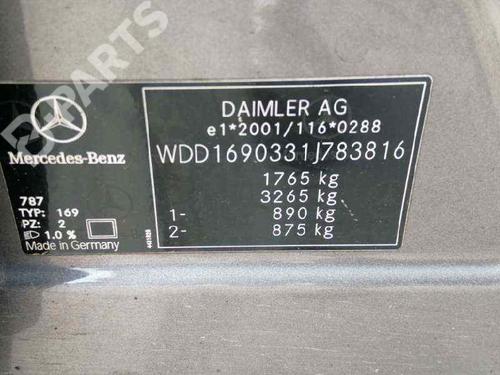 B-PARTS
DAIMLER AG
e1*2001/116*0288
WDD1690331J783816
1765 kg
3265 kg
1- 890 kg
2- 875 kg
Mercedes-Benz
787
TYP: 169
PZ: 2
1.0 %
Made in Germany